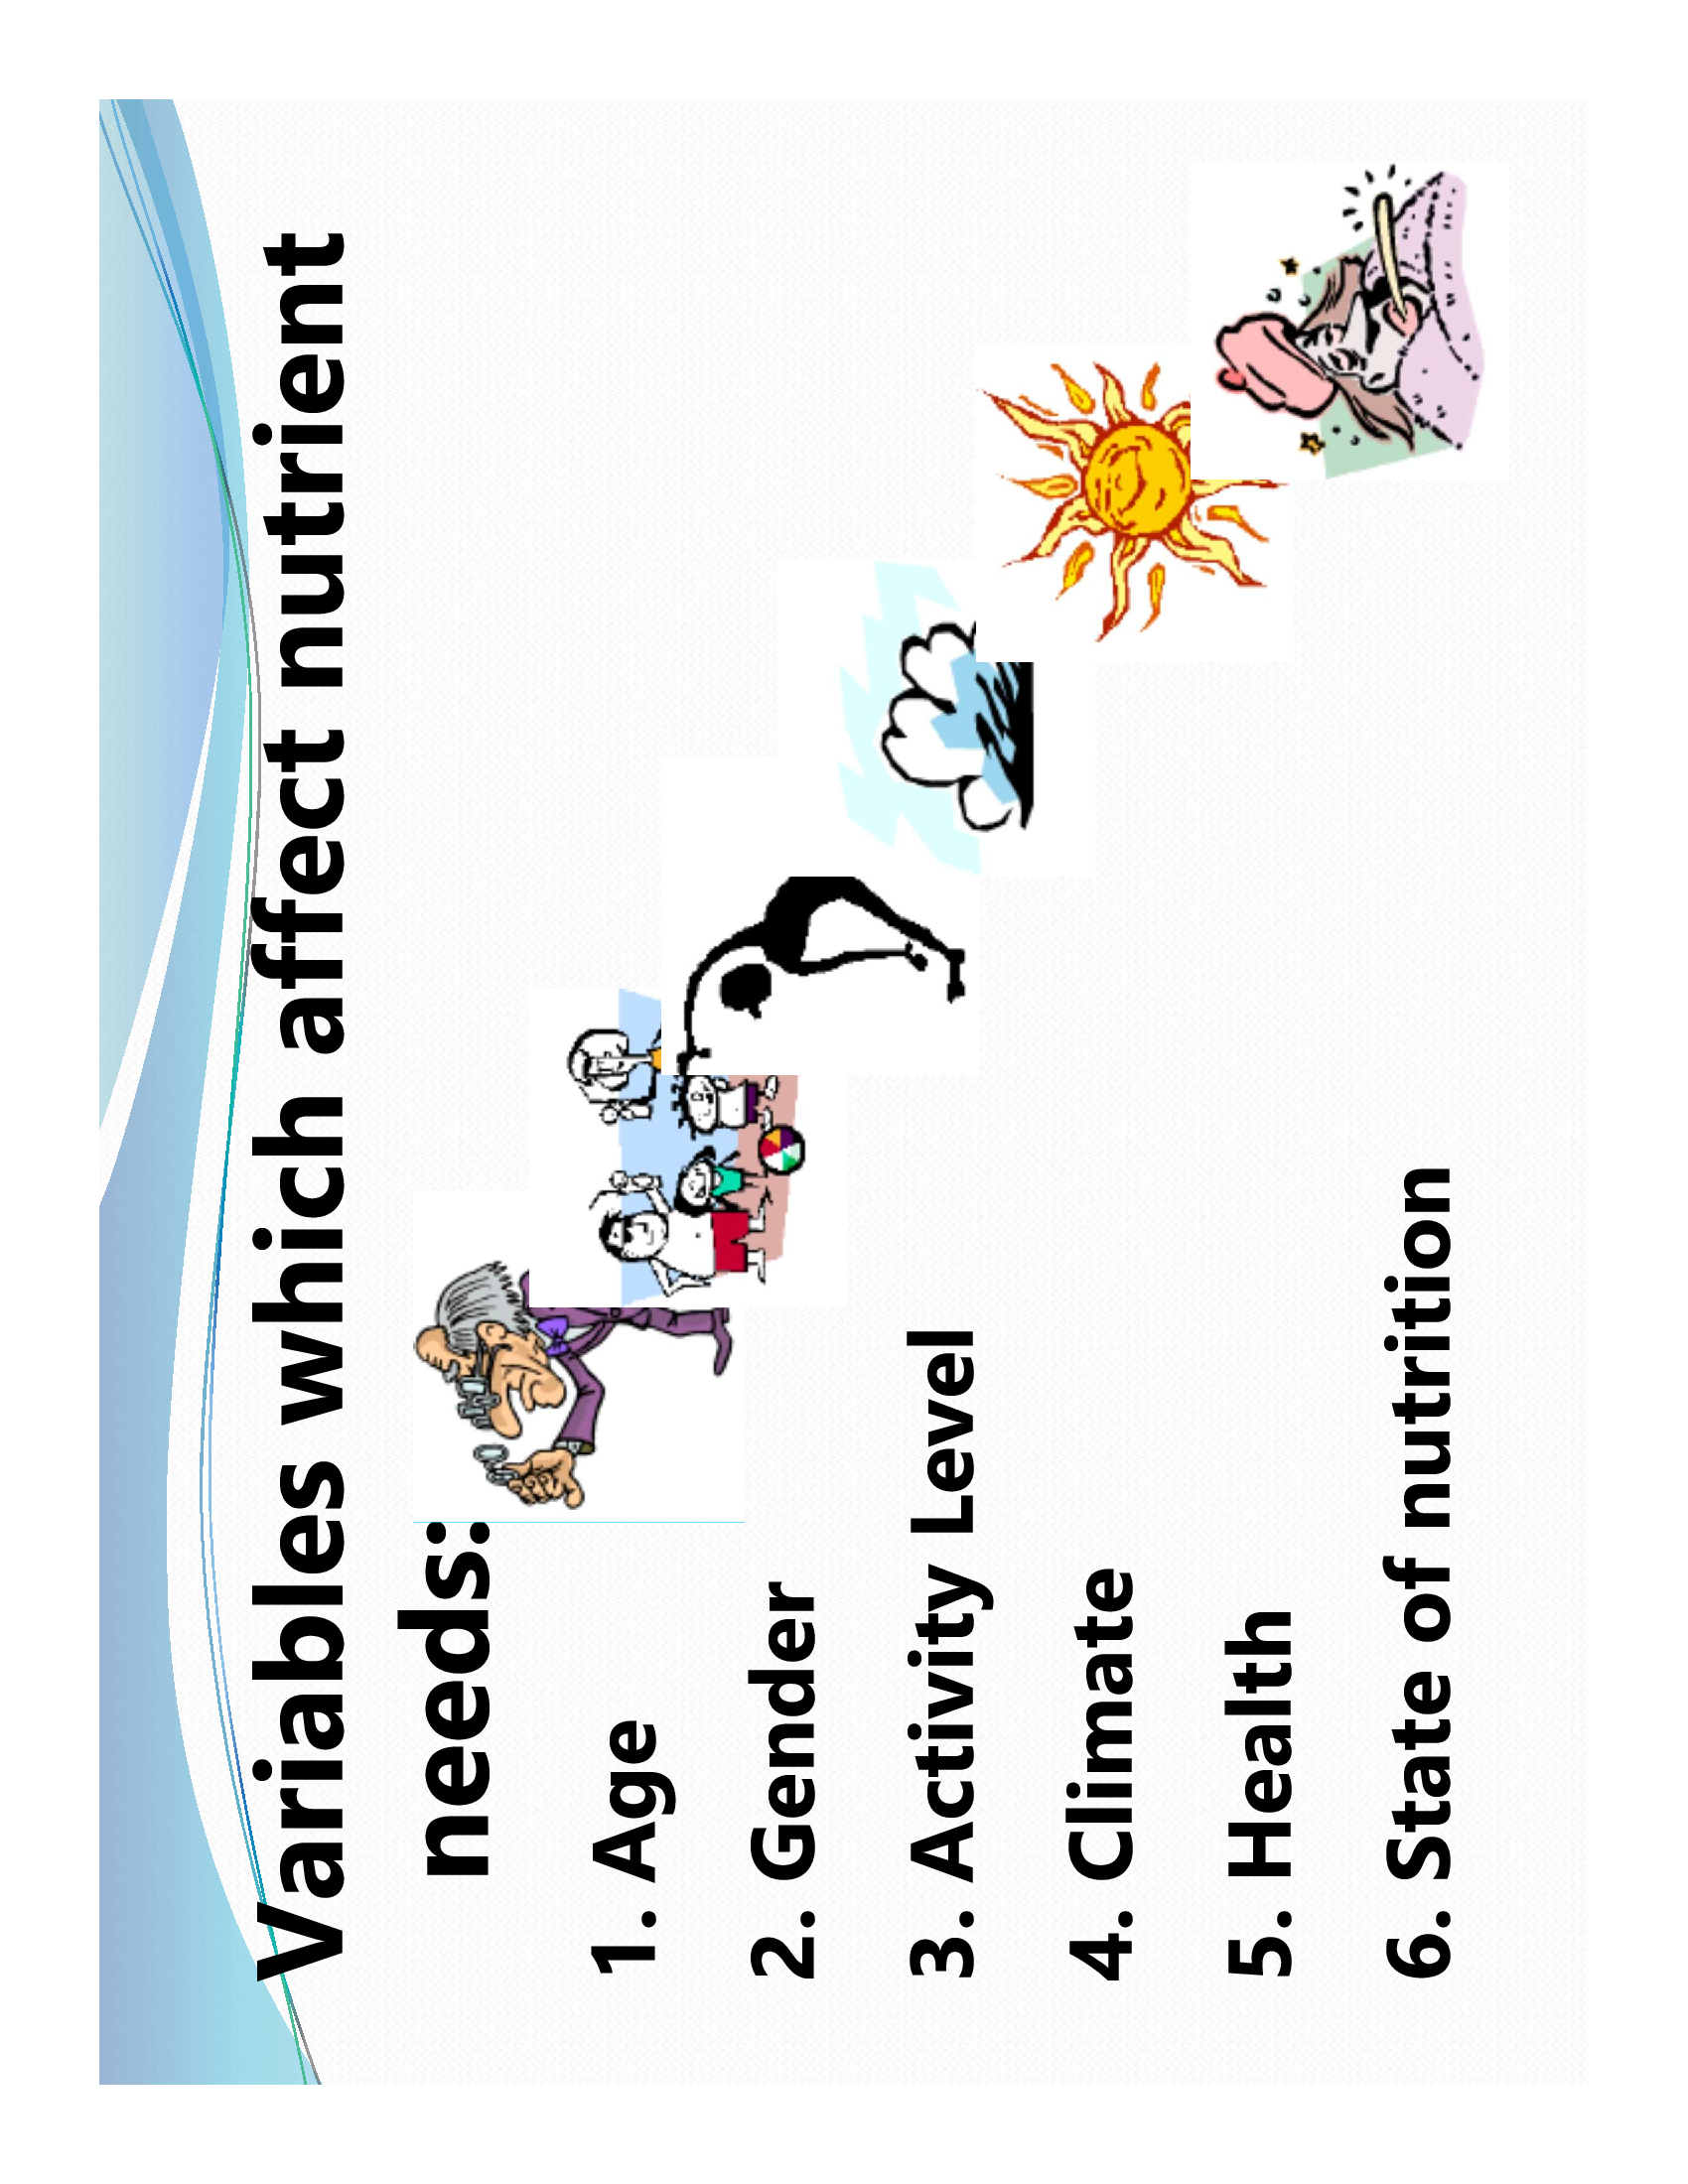 Variables which affect nutrient
needs:
1. Age
2. Gender
3. Activity Level
4. Climate
5. Health
6. State of nutrition